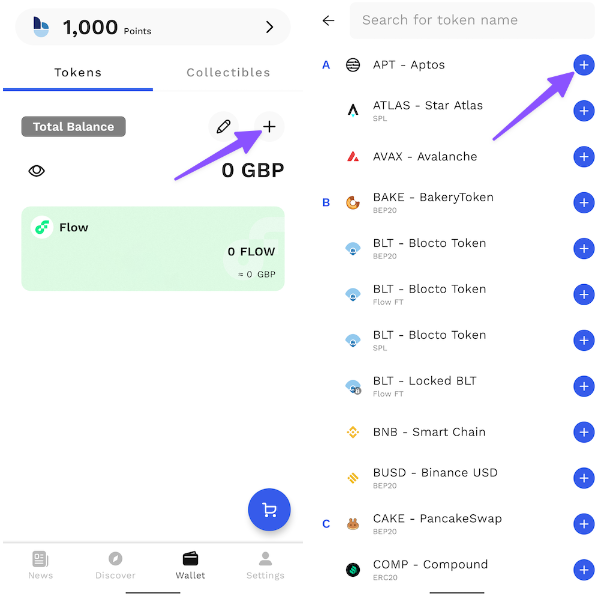 1,000 Points
Tokens
Collectibles
Total Balance
0 GBP
Flow
0 FLOW
≈ 0 GBP
News
Discover
Wallet
Settings
Search for token name
A
APT - Aptos
ATLAS - Star Atlas
SPL
AVAX - Avalanche
B
BAKE - BakeryToken
BEP20
BLT - Blocto Token
BEP20
BLT - Blocto Token
Flow FT
BLT - Blocto Token
SPL
BLT - Locked BLT
Flow FT
BNB - Smart Chain
BUSD - Binance USD
BEP20
C
CAKE - PancakeSwap
BEP20
COMP - Compound
ERC20